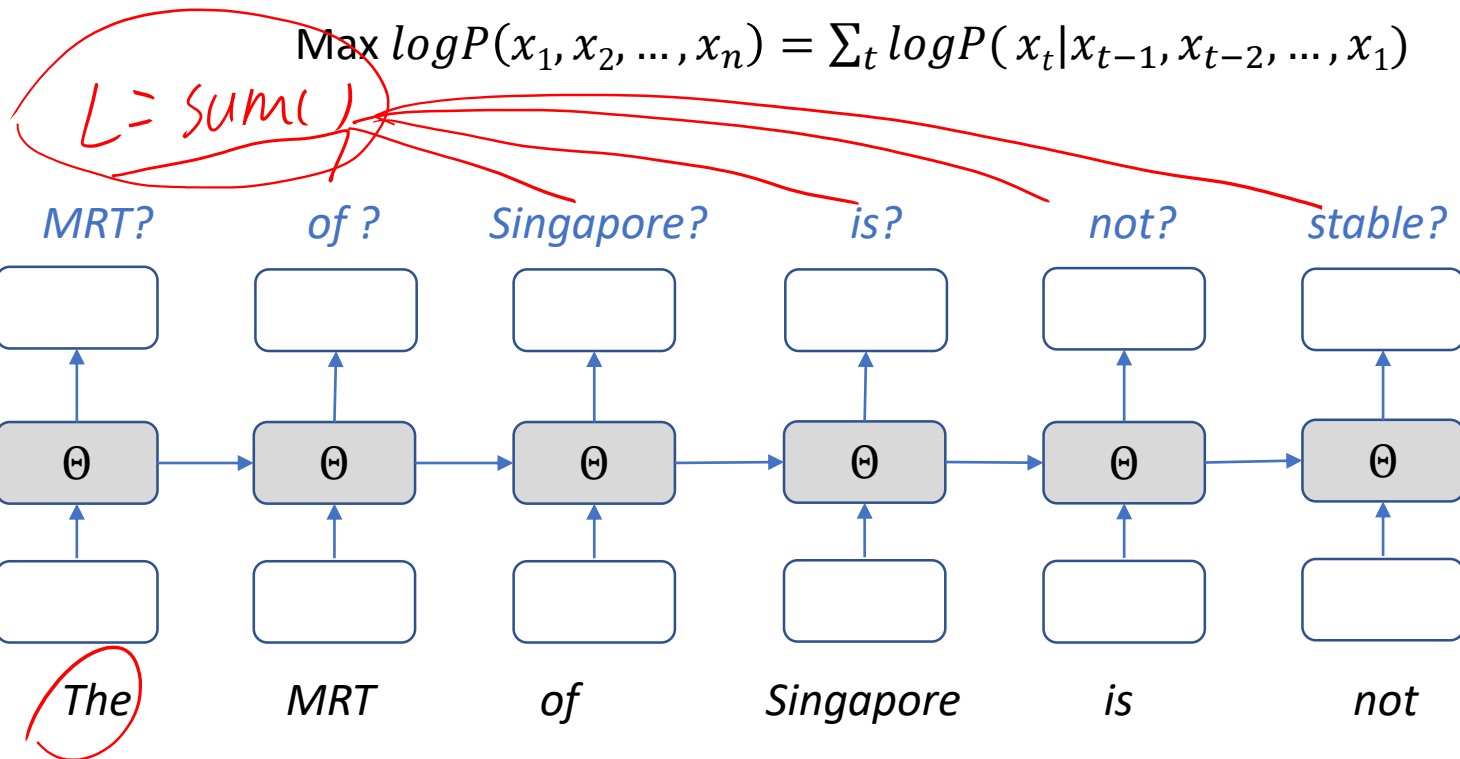 Max logP(x₁, x₂, ..., xₙ) = ∑ₜ logP( xₜ|xₜ₋₁, xₜ₋₂, ..., x₁)
L = sum( )
MRT? of ? Singapore? is? not? stable?
Θ Θ Θ Θ Θ Θ
The MRT of Singapore is not